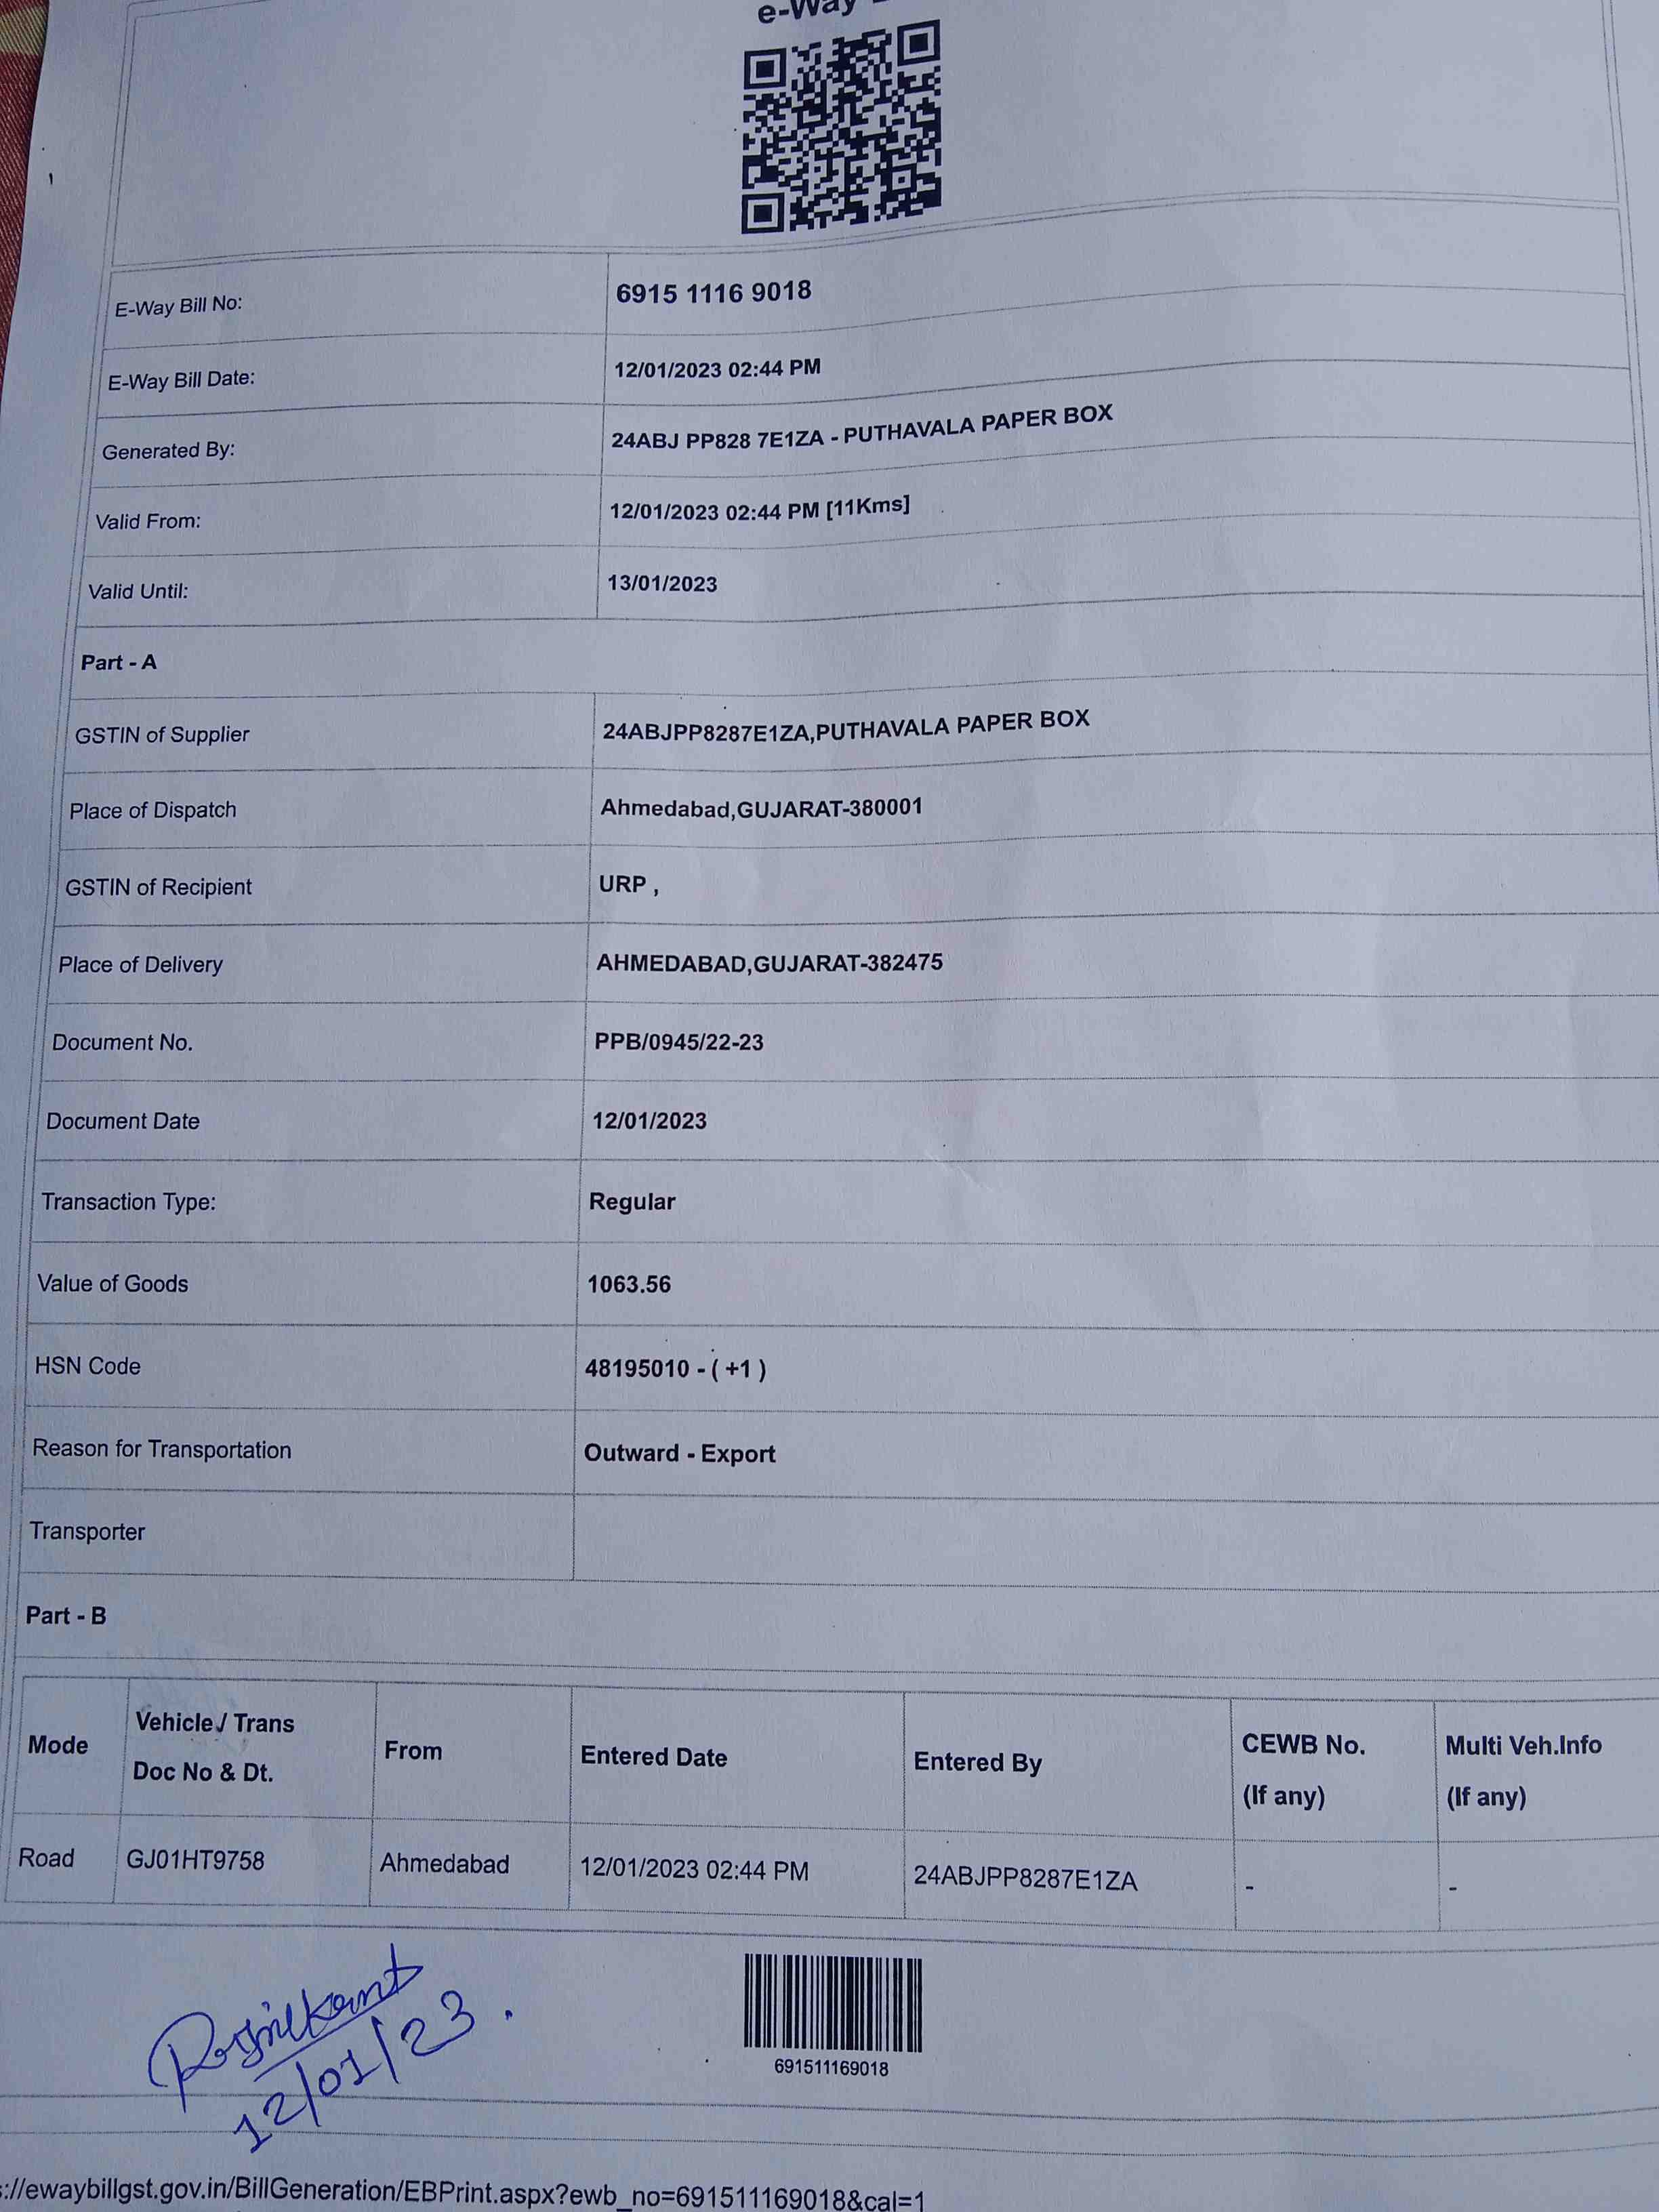 e-Way
E-Way Bill No: 6915 1116 9018
E-Way Bill Date: 12/01/2023 02:44 PM
Generated By: 24ABJ PP828 7E1ZA - PUTHAVALA PAPER BOX
Valid From: 12/01/2023 02:44 PM [11Kms]
Valid Until: 13/01/2023
Part - A
GSTIN of Supplier 24ABJPP8287E1ZA,PUTHAVALA PAPER BOX
Place of Dispatch Ahmedabad,GUJARAT-380001
GSTIN of Recipient URP ,
Place of Delivery AHMEDABAD,GUJARAT-382475
Document No. PPB/0945/22-23
Document Date 12/01/2023
Transaction Type: Regular
Value of Goods 1063.56
HSN Code 48195010 - ( +1 )
Reason for Transportation Outward - Export
Transporter
Part - B
Mode Vehicle / Trans Doc No & Dt. From Entered Date Entered By CEWB No. (If any) Multi Veh.Info (If any)
Road GJ01HT9758 Ahmedabad 12/01/2023 02:44 PM 24ABJPP8287E1ZA - -
12/01/23.
691511169018
://ewaybillgst.gov.in/BillGeneration/EBPrint.aspx?ewb_no=691511169018&cal=1